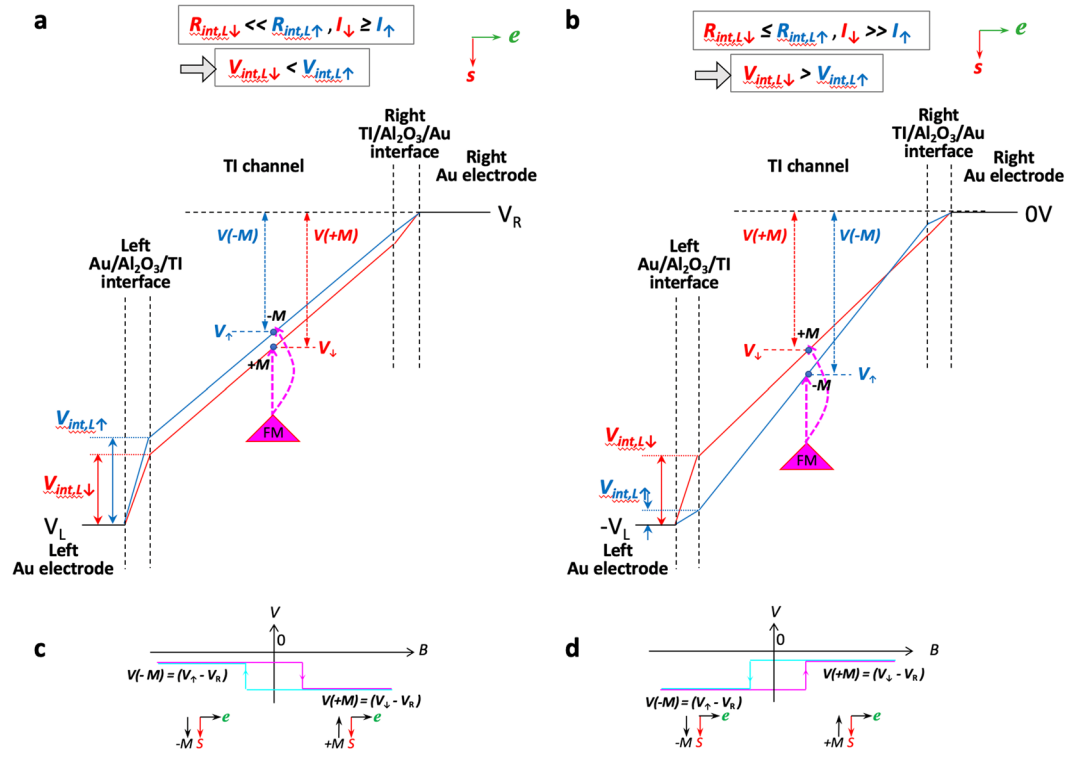 a
R_int,L↓ << R_int,L↑ , I↓ ≥ I↑
V_int,L↓ < V_int,L↑
e
s
Right
TI/Al₂O₃/Au
interface
TI channel
Right
Au electrode
V_R
V(-M)
V(+M)
Left
Au/Al₂O₃/TI
interface
-M
V↑
V↓
+M
FM
V_int,L↑
V_int,L↓
V_L
Left
Au electrode
b
R_int,L↓ ≤ R_int,L↑ , I↓ >> I↑
V_int,L↓ > V_int,L↑
e
s
Right
TI/Al₂O₃/Au
interface
TI channel
Right
Au electrode
0V
V(+M)
V(-M)
Left
Au/Al₂O₃/TI
interface
+M
V↓
V↑
-M
FM
V_int,L↓
V_int,L↑
-V_L
Left
Au electrode
c
V
0
B
V(- M) = (V↑ - V_R)
V(+M) = (V↓ - V_R)
e
-M S
e
+M S
d
V
0
B
V(+M) = (V↓ - V_R)
V(-M) = (V↑ - V_R)
e
-M S
e
+M S